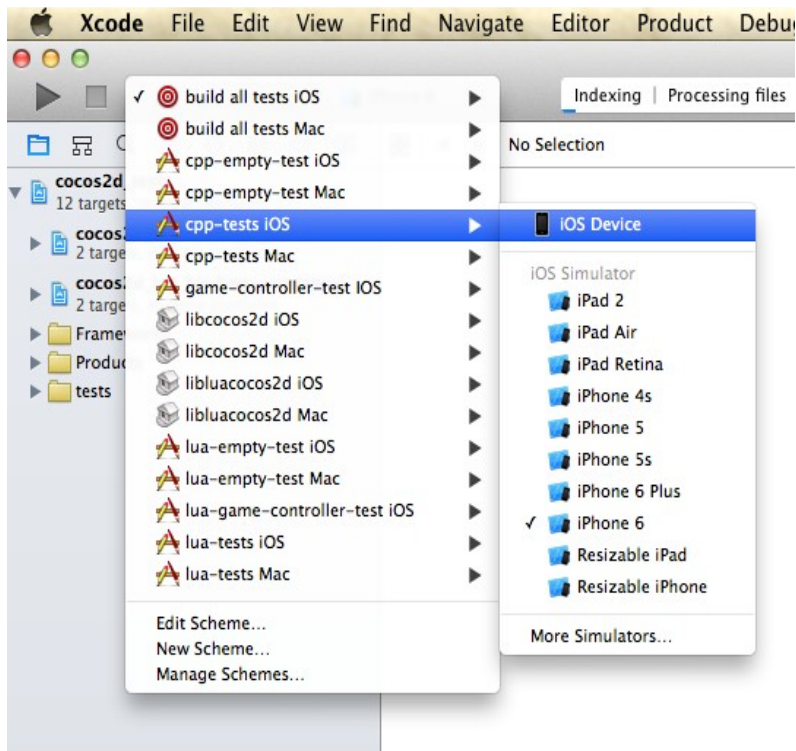 Xcode File Edit View Find Navigate Editor Product Debu
Indexing | Processing files
No Selection
cocos2d_
12 targets
cocos2
2 targe
cocos2
2 targe
Framew
Products
tests
✓ build all tests iOS
build all tests Mac
cpp-empty-test iOS
cpp-empty-test Mac
cpp-tests iOS
cpp-tests Mac
game-controller-test IOS
libcocos2d iOS
libcocos2d Mac
libluacocos2d iOS
libluacocos2d Mac
lua-empty-test iOS
lua-empty-test Mac
lua-game-controller-test iOS
lua-tests iOS
lua-tests Mac
Edit Scheme...
New Scheme...
Manage Schemes...
iOS Device
iOS Simulator
iPad 2
iPad Air
iPad Retina
iPhone 4s
iPhone 5
iPhone 5s
iPhone 6 Plus
✓ iPhone 6
Resizable iPad
Resizable iPhone
More Simulators...